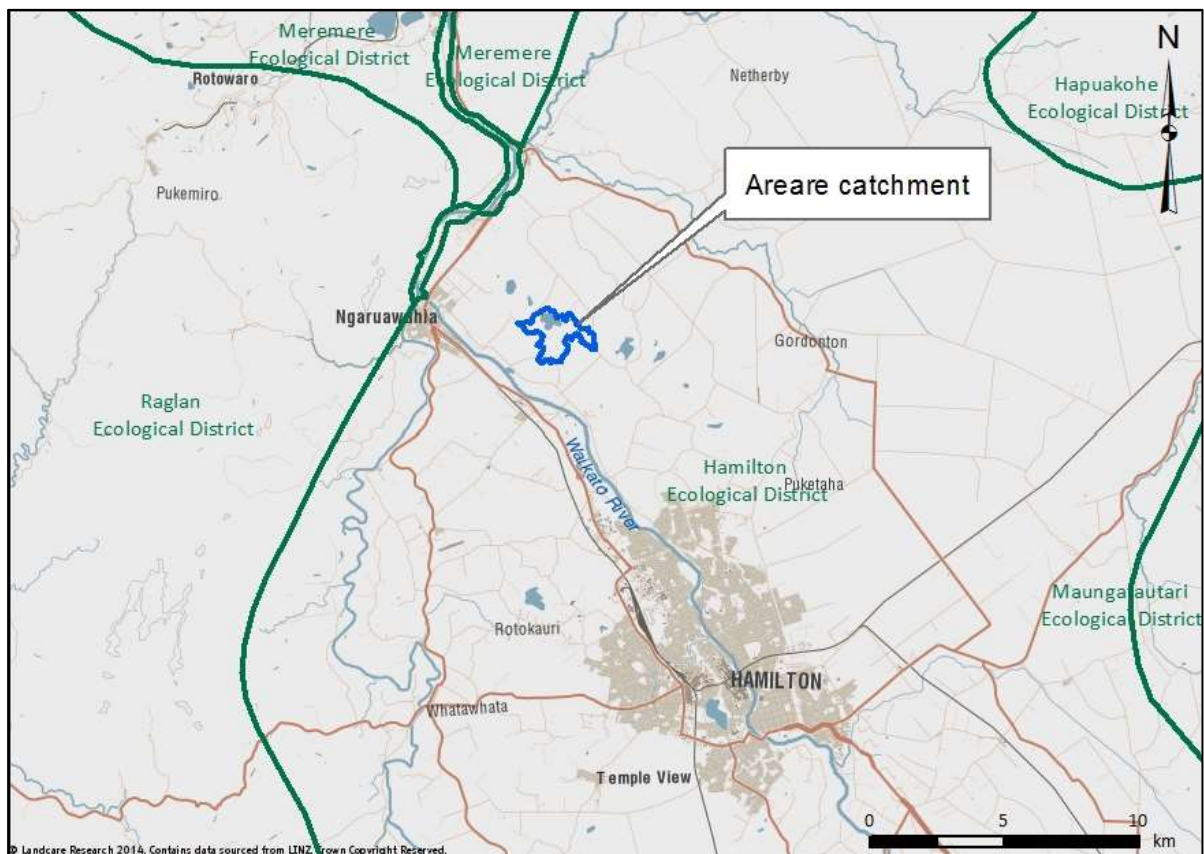 Meremere
Ecological District
Meremere
Ecological District
Rotowaro
Netherby
N
Hapuakohe
Ecological District
Pukemiro
Areare catchment
Ngaruawahia
Gordonton
Raglan
Ecological District
Waikato River
Hamilton
Ecological District
Puketaha
Maungatautari
Ecological District
Rotokauri
HAMILTON
Whatawhata
Temple View
0 5 10
km
© Landcare Research 2014. Contains data sourced from LINZ. Crown Copyright Reserved.